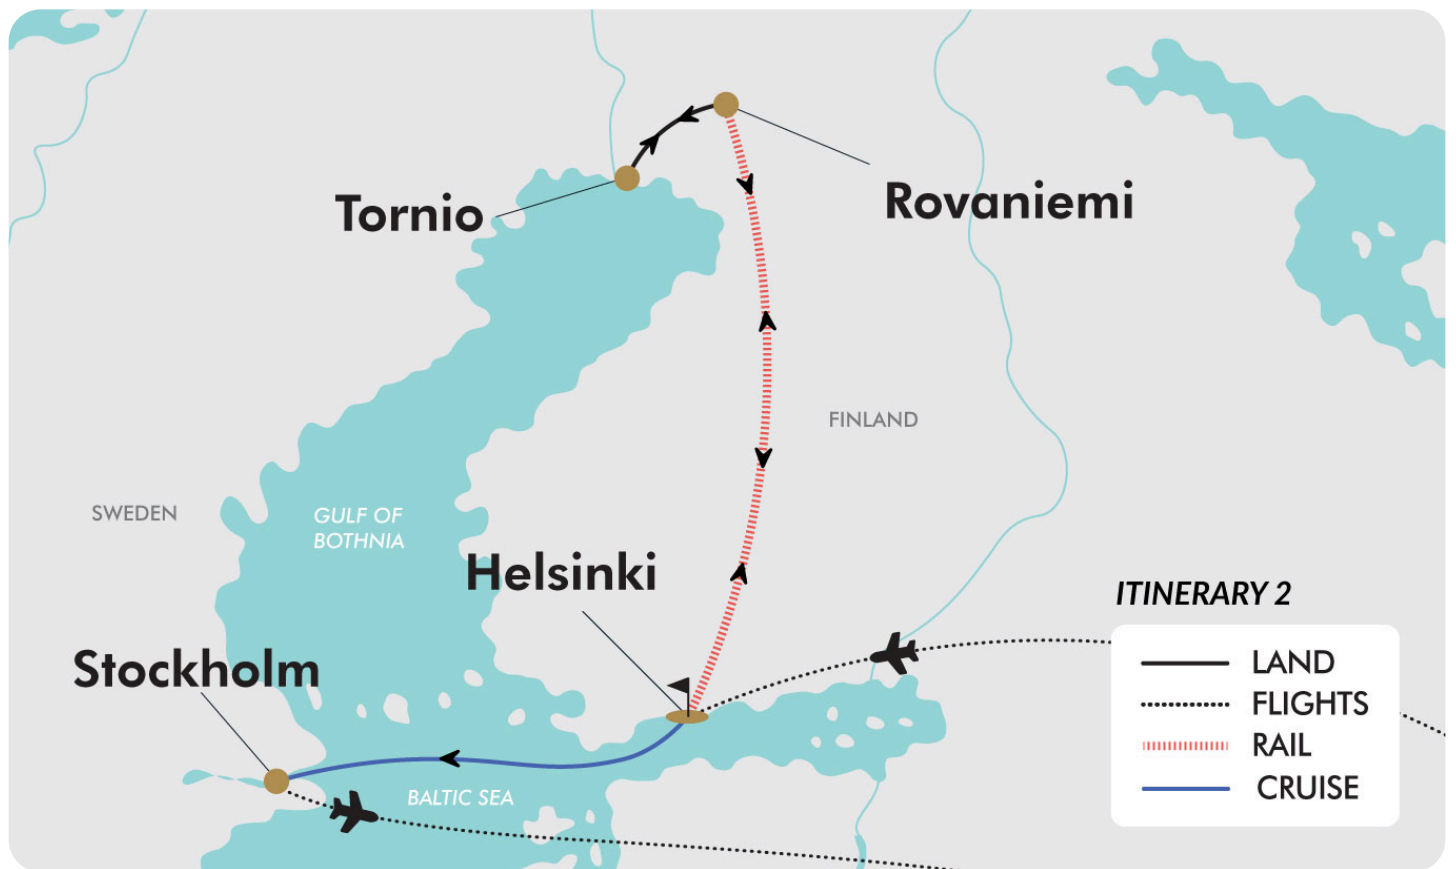 Tornio
Rovaniemi
FINLAND
SWEDEN
GULF OF
BOTHNIA
Helsinki
ITINERARY 2
Stockholm
LAND
FLIGHTS
RAIL
CRUISE
BALTIC SEA